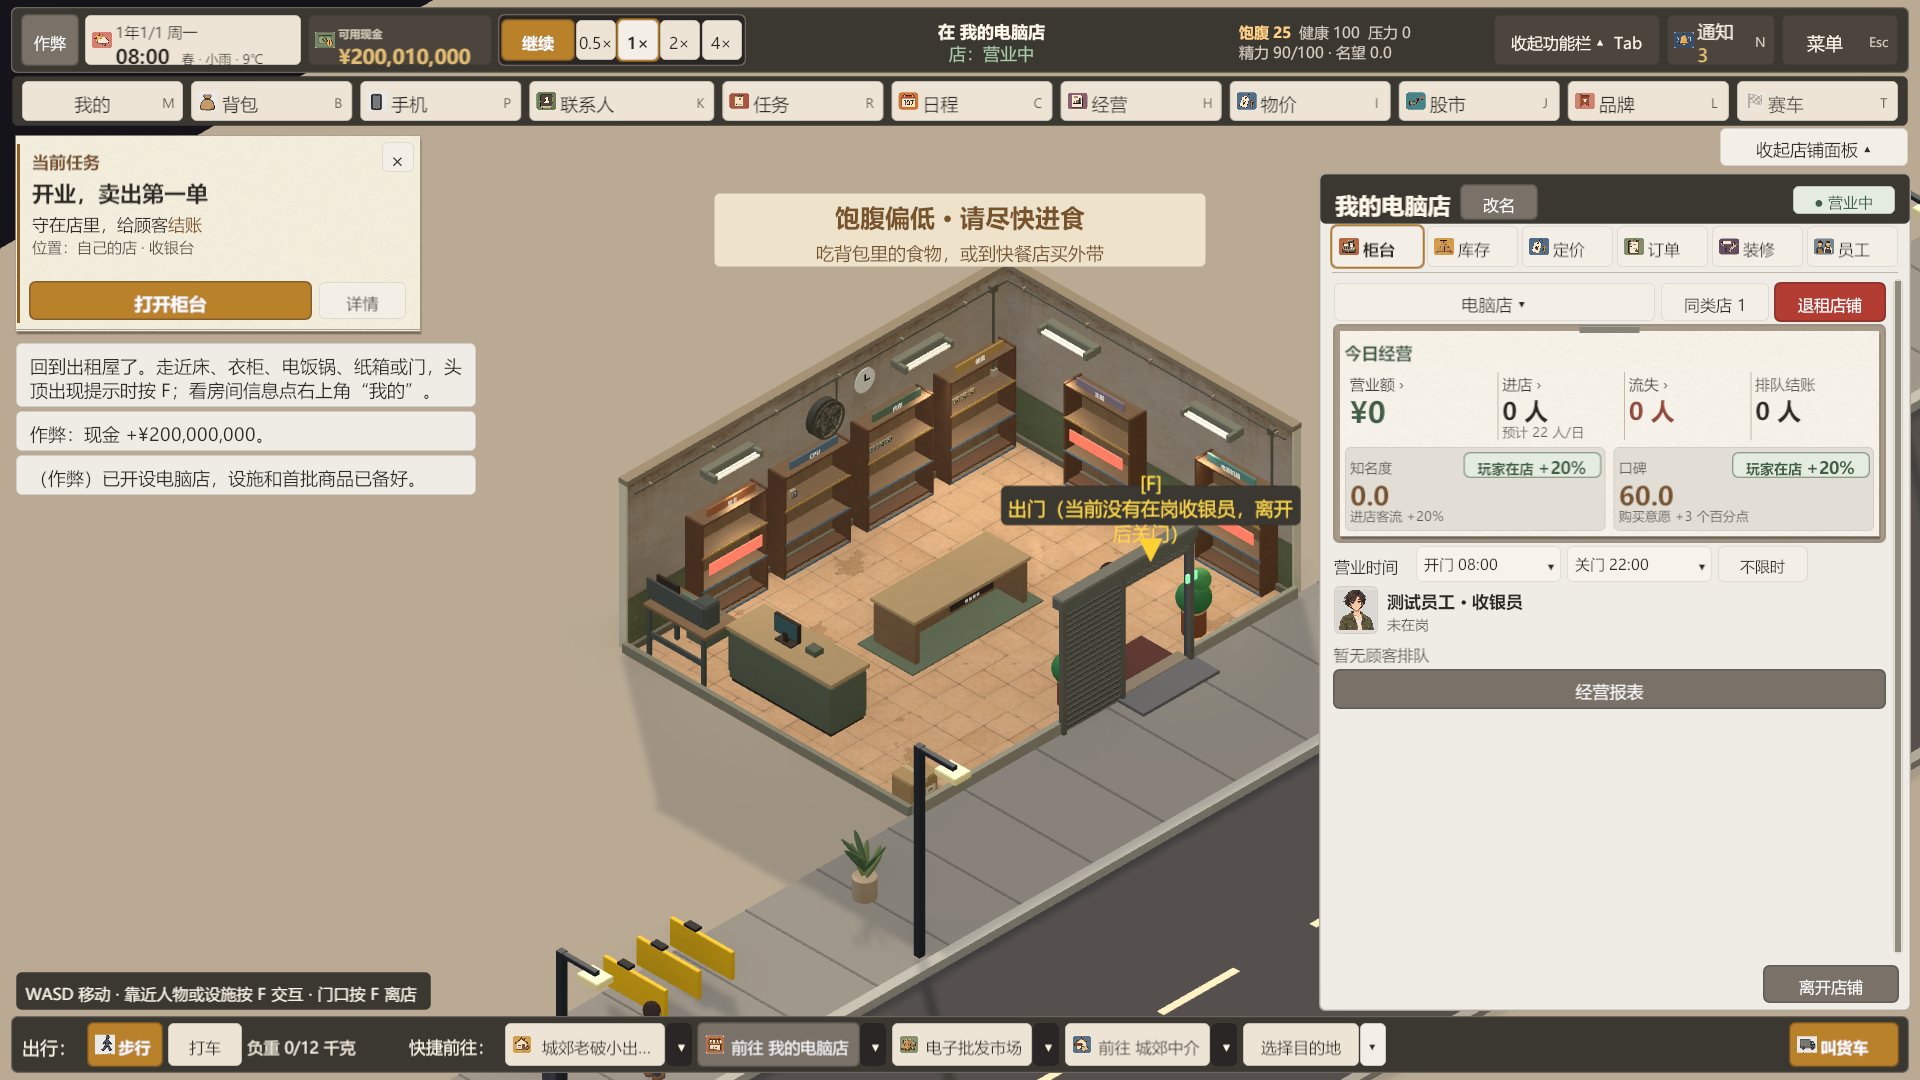 作弊
1年1/1 周一
08:00 春 · 小雨 · 9℃
可用现金
¥200,010,000
继续
0.5×
1×
2×
4×
在 我的电脑店
店：营业中
饱腹 25 健康 100 压力 0
精力 90/100 · 名望 0.0
收起功能栏 ▴ Tab
通知
3
N
菜单 Esc
我的 M
背包 B
手机 P
联系人 K
任务 R
日程 C
经营 H
物价 I
股市 J
品牌 L
赛车 T
收起店铺面板 ▴
当前任务
×
开业，卖出第一单
守在店里，给顾客结账
位置：自己的店 · 收银台
打开柜台
详情
回到出租屋了。走近床、衣柜、电饭锅、纸箱或门，头
顶出现提示时按 F；看房间信息点右上角“我的”。
作弊：现金 +¥200,000,000。
（作弊）已开设电脑店，设施和首批商品已备好。
饱腹偏低 · 请尽快进食
吃背包里的食物，或到快餐店买外带
CPU
[F]
出门（当前没有在岗收银员，离开
后关门）
我的电脑店
改名
● 营业中
柜台
库存
定价
订单
装修
员工
电脑店 ▾
同类店 1
退租店铺
今日经营
营业额 ›
¥0
进店 ›
0 人
预计 22 人/日
流失 ›
0 人
排队结账
0 人
知名度
玩家在店 +20%
0.0
进店客流 +20%
口碑
玩家在店 +20%
60.0
购买意愿 +3 个百分点
营业时间
开门 08:00 ▾
关门 22:00 ▾
不限时
测试员工 · 收银员
未在岗
暂无顾客排队
经营报表
离开店铺
WASD 移动 · 靠近人物或设施按 F 交互 · 门口按 F 离店
出行：
步行
打车
负重 0/12 千克
快捷前往：
城郊老破小出...
▾
前往 我的电脑店
▾
电子批发市场
▾
前往 城郊中介
▾
选择目的地
▾
叫货车